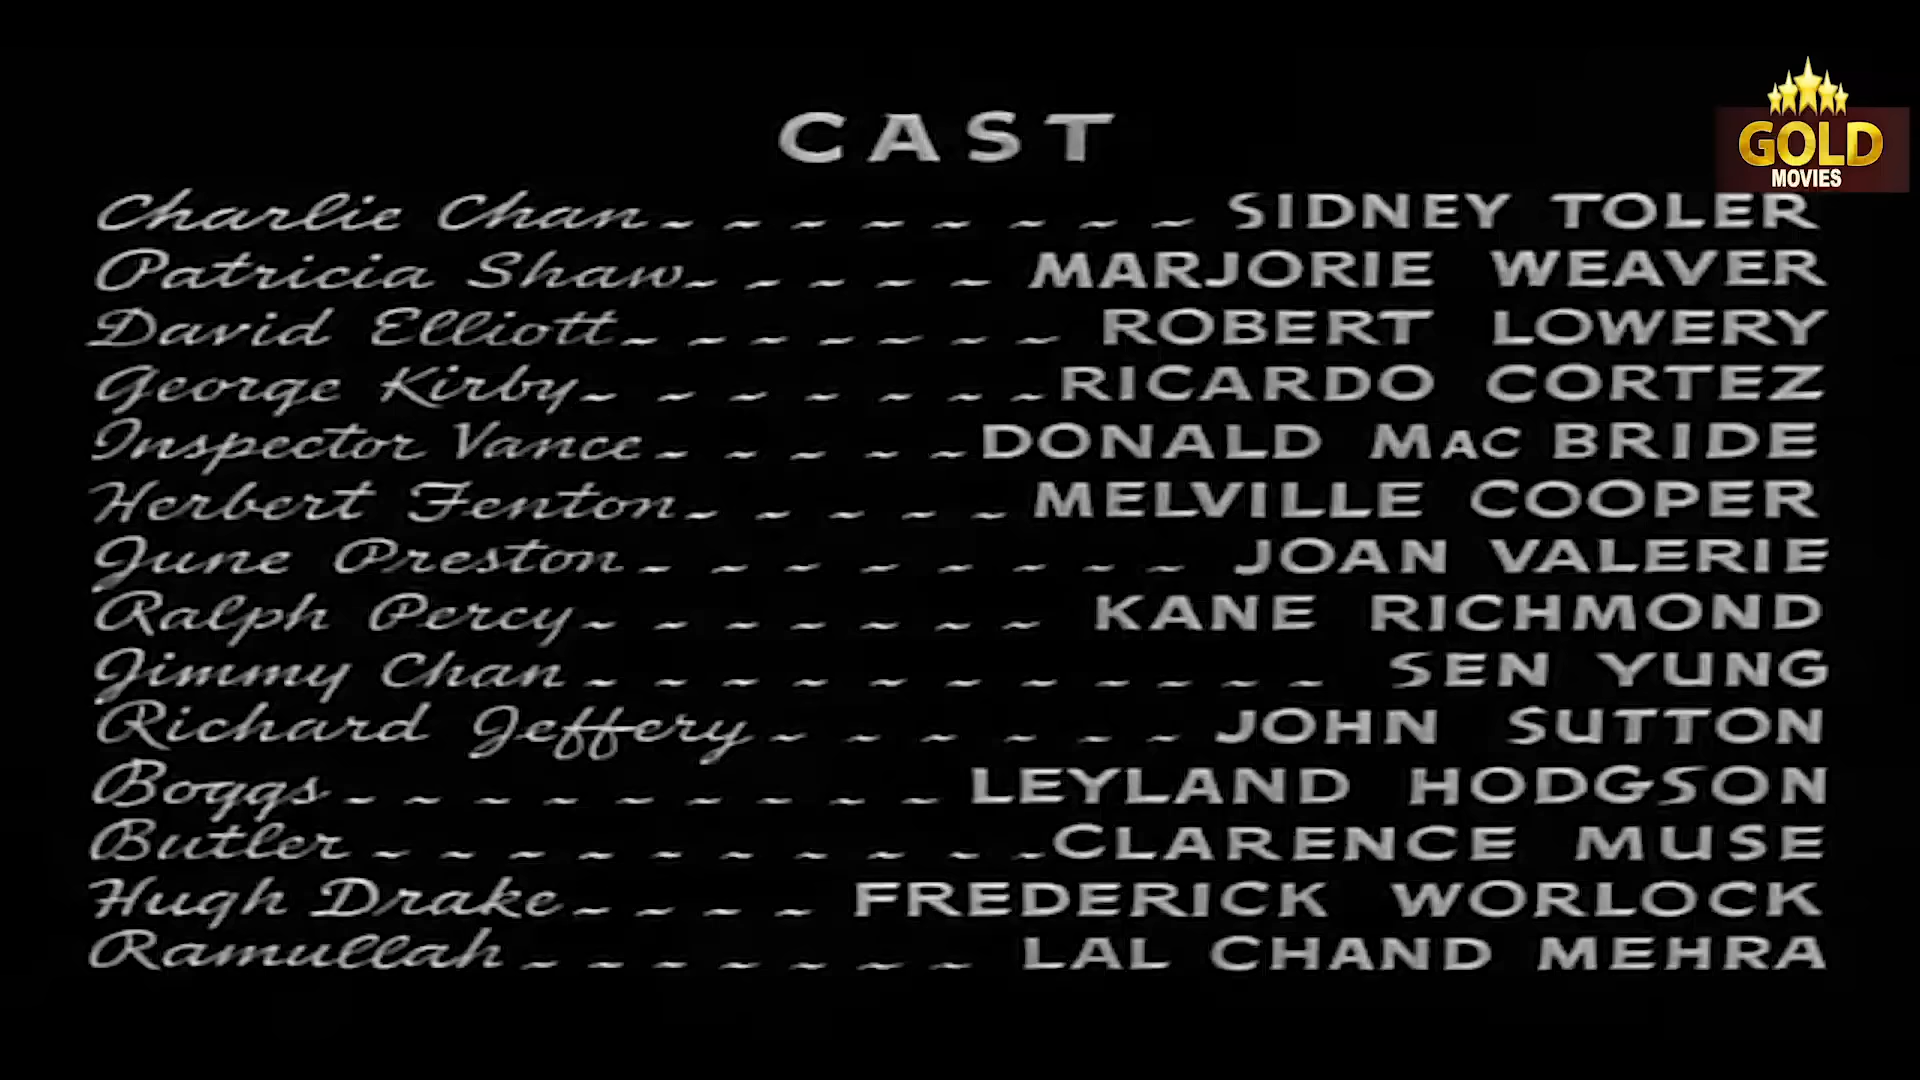 CAST
GOLD
MOVIES
Charlie Chan ~ ~ ~ ~ ~ ~ ~ ~ SIDNEY TOLER
Patricia Shaw ~ ~ ~ ~ ~ MARJORIE WEAVER
David Elliott ~ ~ ~ ~ ~ ~ ~ ROBERT LOWERY
George Kirby ~ ~ ~ ~ ~ ~ ~ RICARDO CORTEZ
Inspector Vance ~ ~ ~ ~ ~ DONALD MACBRIDE
Herbert Fenton ~ ~ ~ ~ ~ MELVILLE COOPER
June Preston ~ ~ ~ ~ ~ ~ ~ ~ JOAN VALERIE
Ralph Percy ~ ~ ~ ~ ~ ~ ~ KANE RICHMOND
Jimmy Chan ~ ~ ~ ~ ~ ~ ~ ~ ~ ~ ~ SEN YUNG
Richard Jeffery ~ ~ ~ ~ ~ ~ JOHN SUTTON
Boggs ~ ~ ~ ~ ~ ~ ~ ~ ~ LEYLAND HODGSON
Butler ~ ~ ~ ~ ~ ~ ~ ~ ~ ~ CLARENCE MUSE
Hugh Drake ~ ~ ~ ~ FREDERICK WORLOCK
Ramullah ~ ~ ~ ~ ~ ~ ~ LAL CHAND MEHRA